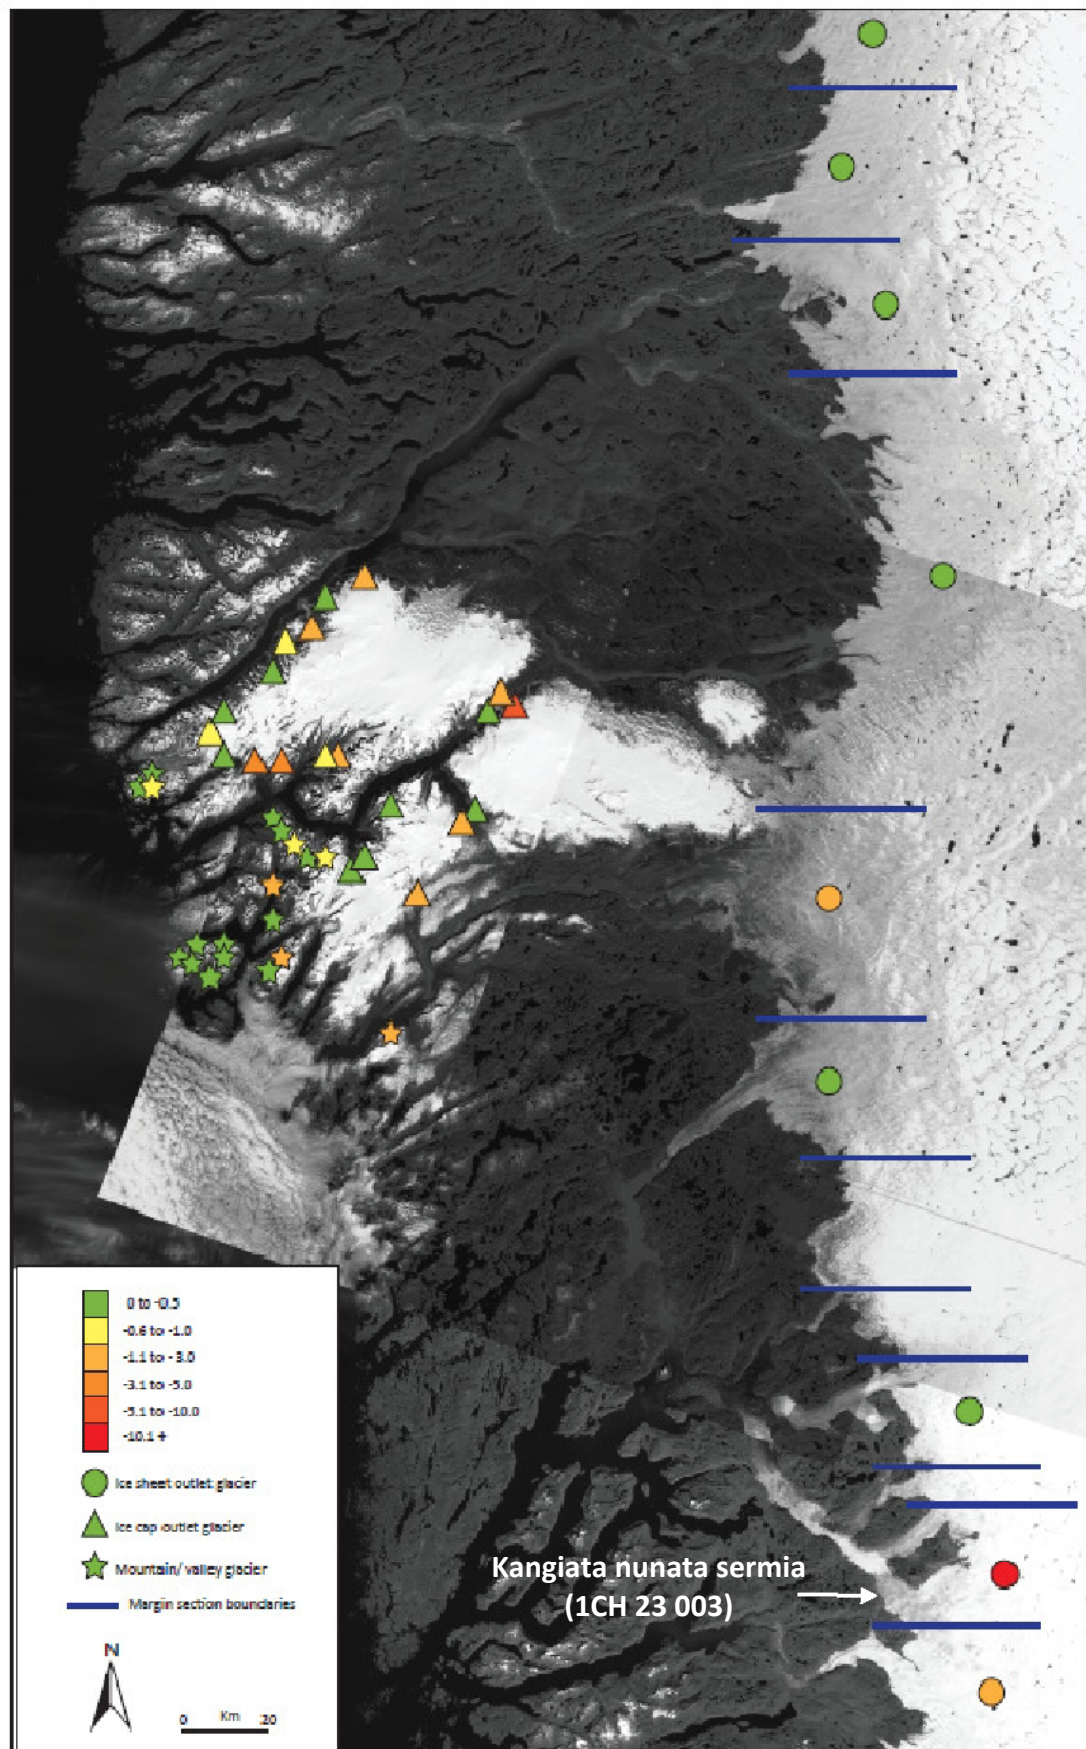 0 to -0.5
-0.6 to -1.0
-1.1 to -3.0
-3.1 to -5.0
-5.1 to -10.0
-10.1 +
Ice sheet outlet glacier
Ice cap outlet glacier
Mountain/ valley glacier
Margin section boundaries
N
0 Km 20
Kangiata nunata sermia
(1CH 23 003)